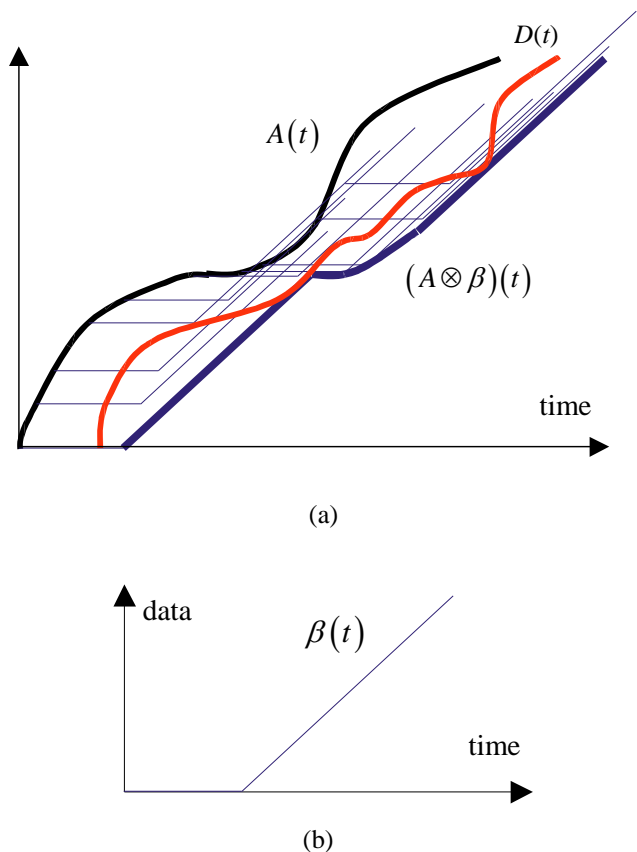 D(t)
A(t)
(A ⊗ β)(t)
time
(a)
data
β(t)
time
(b)